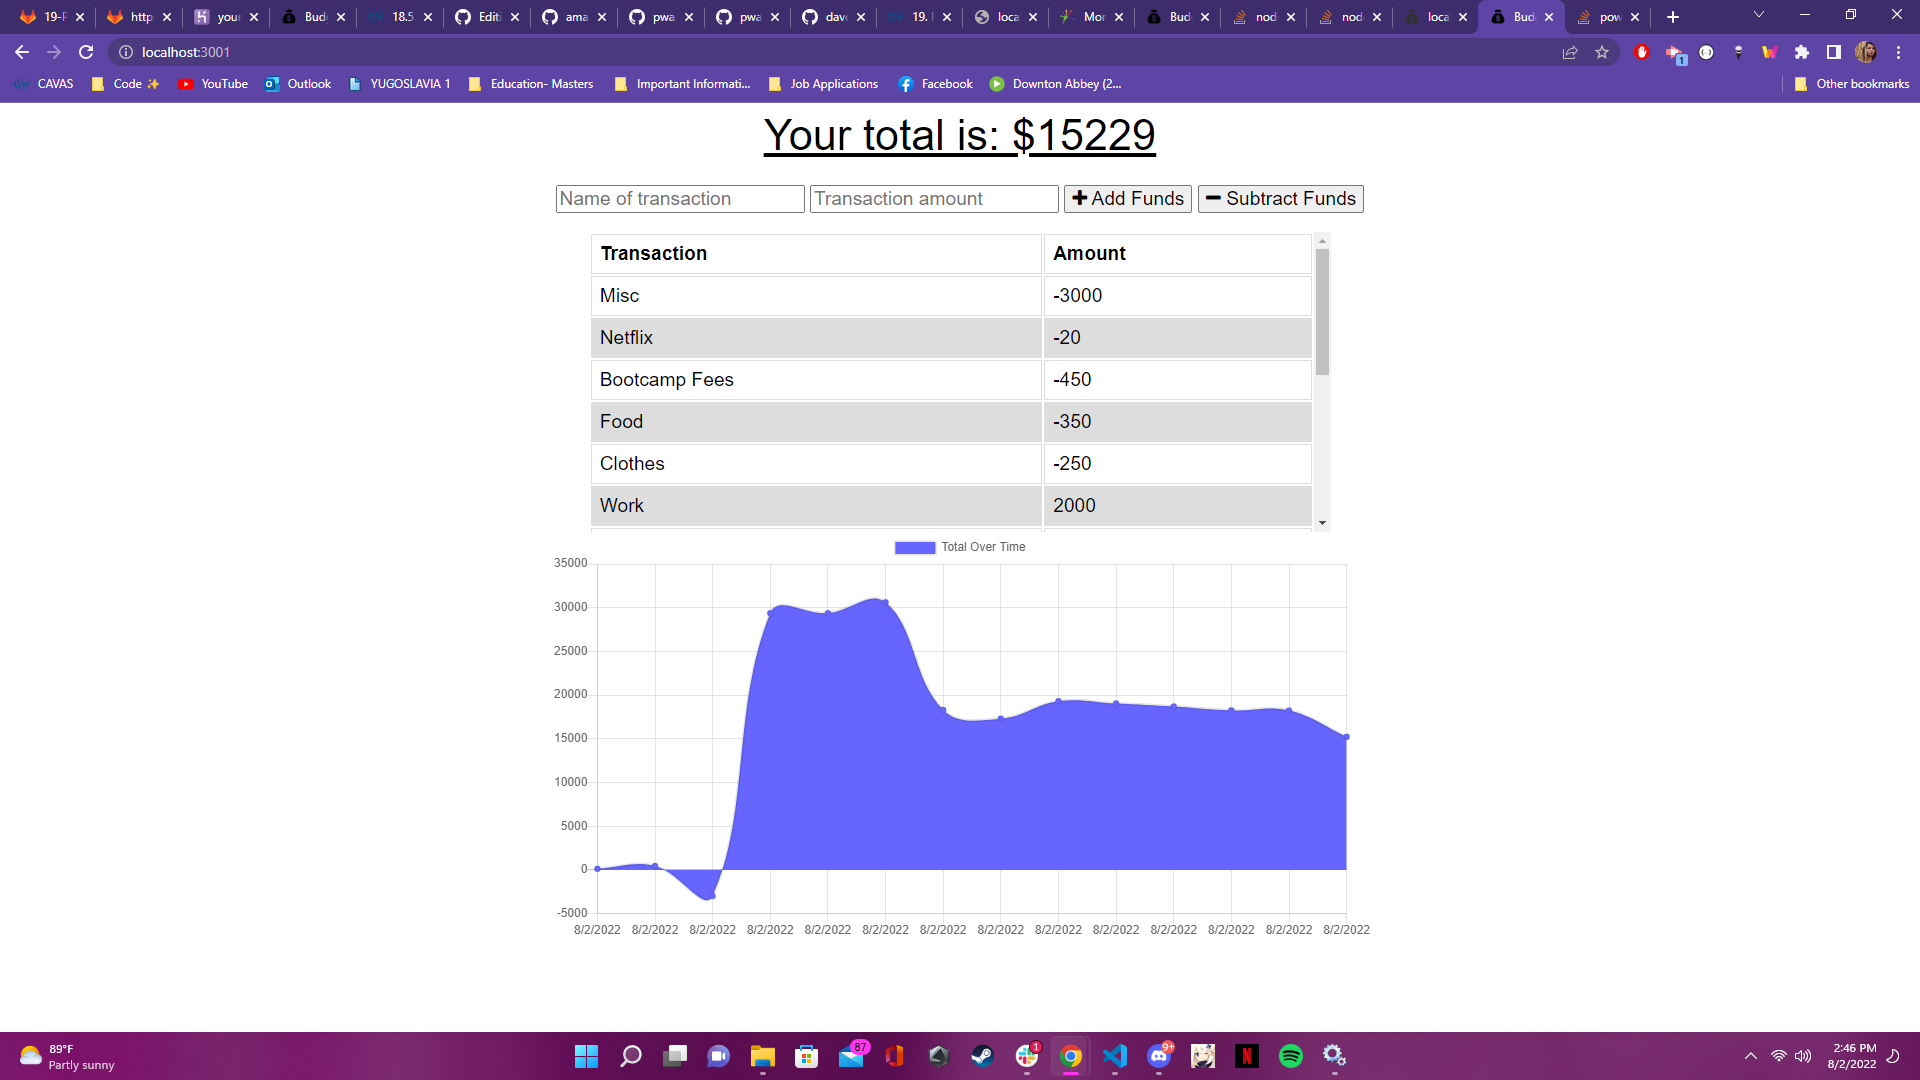 19-P http your Bud 18.5 Editi ama pwa pwa dave 19. loca Mor Bud nod nod loca Bud pow
localhost:3001
CAVAS Code ✨ YouTube Outlook YUGOSLAVIA 1 Education- Masters Important Informati... Job Applications Facebook Downton Abbey (2... Other bookmarks
Your total is: $15229
Name of transaction Transaction amount Add Funds Subtract Funds
Transaction Amount
Misc -3000
Netflix -20
Bootcamp Fees -450
Food -350
Clothes -250
Work 2000
Total Over Time
35000
30000
25000
20000
15000
10000
5000
0
-5000
8/2/2022 8/2/2022 8/2/2022 8/2/2022 8/2/2022 8/2/2022 8/2/2022 8/2/2022 8/2/2022 8/2/2022 8/2/2022 8/2/2022 8/2/2022 8/2/2022
89°F
Partly sunny
87
1
9+
2:46 PM
8/2/2022